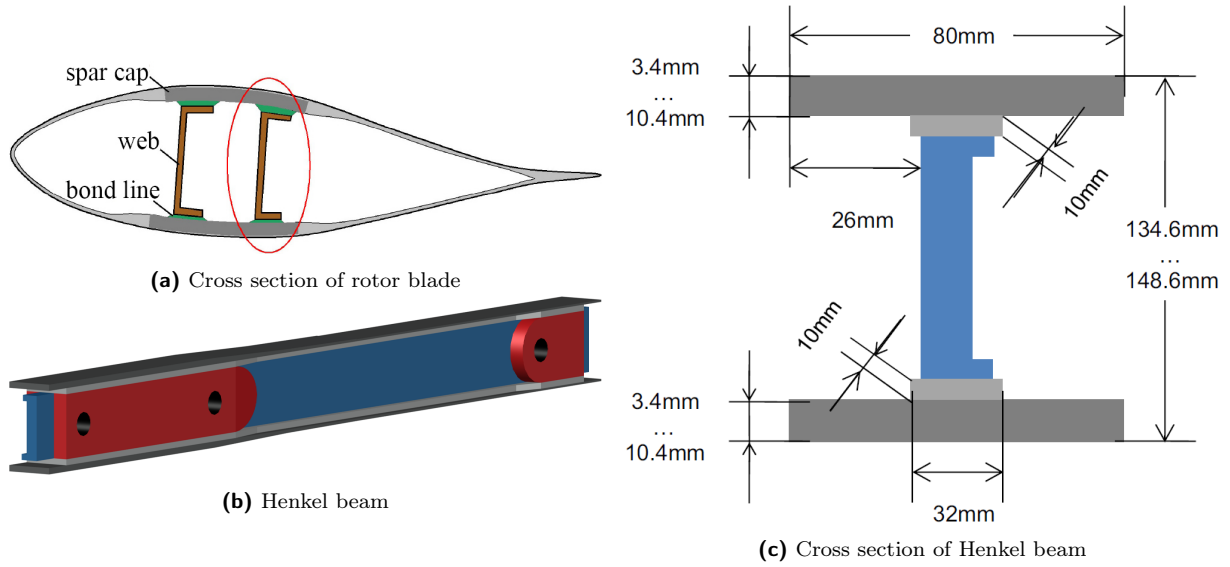 spar cap
web
bond line
(a) Cross section of rotor blade
(b) Henkel beam
80mm
3.4mm
...
10.4mm
10mm
26mm
134.6mm
...
148.6mm
10mm
3.4mm
...
10.4mm
32mm
(c) Cross section of Henkel beam